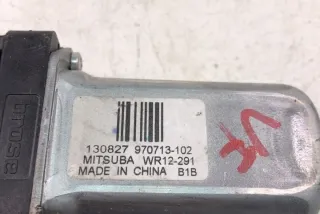 130827 970713-102
MITSUBA WR12-291
MADE IN CHINA B1B